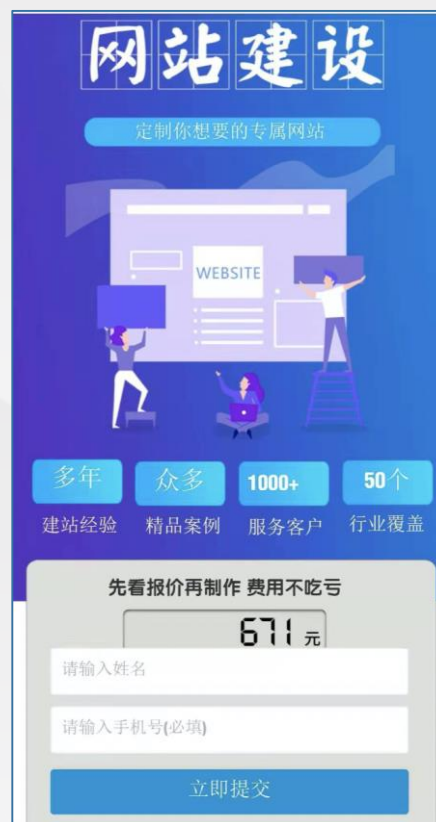 网站建设
定制你想要的专属网站
WEBSITE
多年 众多 1000+ 50个
建站经验 精品案例 服务客户 行业覆盖
先看报价再制作 费用不吃亏
671 元
请输入姓名
请输入手机号(必填)
立即提交